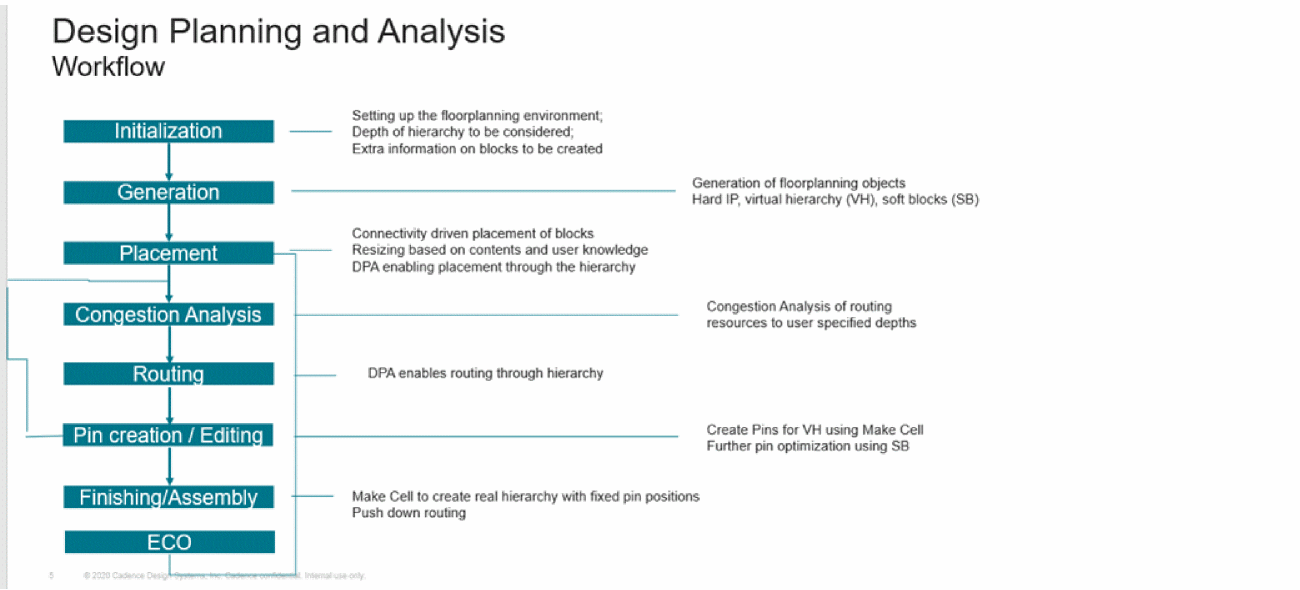 Design Planning and Analysis
Workflow
Initialization
Setting up the floorplanning environment;
Depth of hierarchy to be considered;
Extra information on blocks to be created
Generation
Generation of floorplanning objects
Hard IP, virtual hierarchy (VH), soft blocks (SB)
Placement
Connectivity driven placement of blocks
Resizing based on contents and user knowledge
DPA enabling placement through the hierarchy
Congestion Analysis
Congestion Analysis of routing
resources to user specified depths
Routing
DPA enables routing through hierarchy
Pin creation / Editing
Create Pins for VH using Make Cell
Further pin optimization using SB
Finishing/Assembly
Make Cell to create real hierarchy with fixed pin positions
Push down routing
ECO
5 © 2020 Cadence Design Systems, Inc. Cadence confidential. Internal use only.